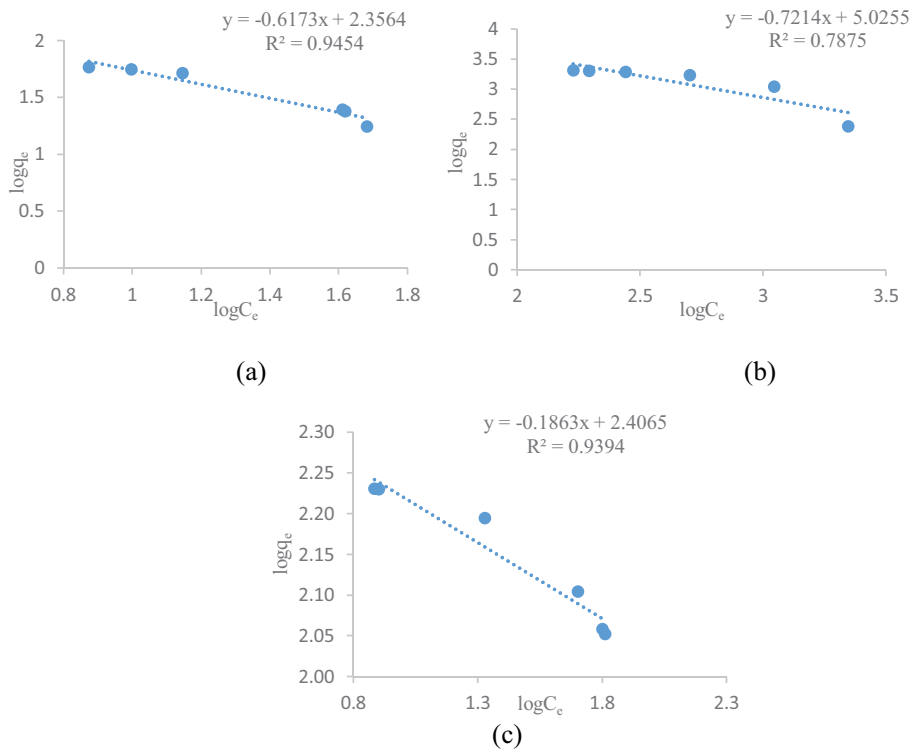 y = -0.6173x + 2.3564
R² = 0.9454
2
1.5
1
0.5
0
logqe
0.8
1
1.2
1.4
1.6
1.8
logCe
(a)
y = -0.7214x + 5.0255
R² = 0.7875
4
3.5
3
2.5
2
1.5
1
0.5
0
logqe
2
2.5
3
3.5
logCe
(b)
y = -0.1863x + 2.4065
R² = 0.9394
2.30
2.25
2.20
2.15
2.10
2.05
2.00
logqe
0.8
1.3
1.8
2.3
logCe
(c)